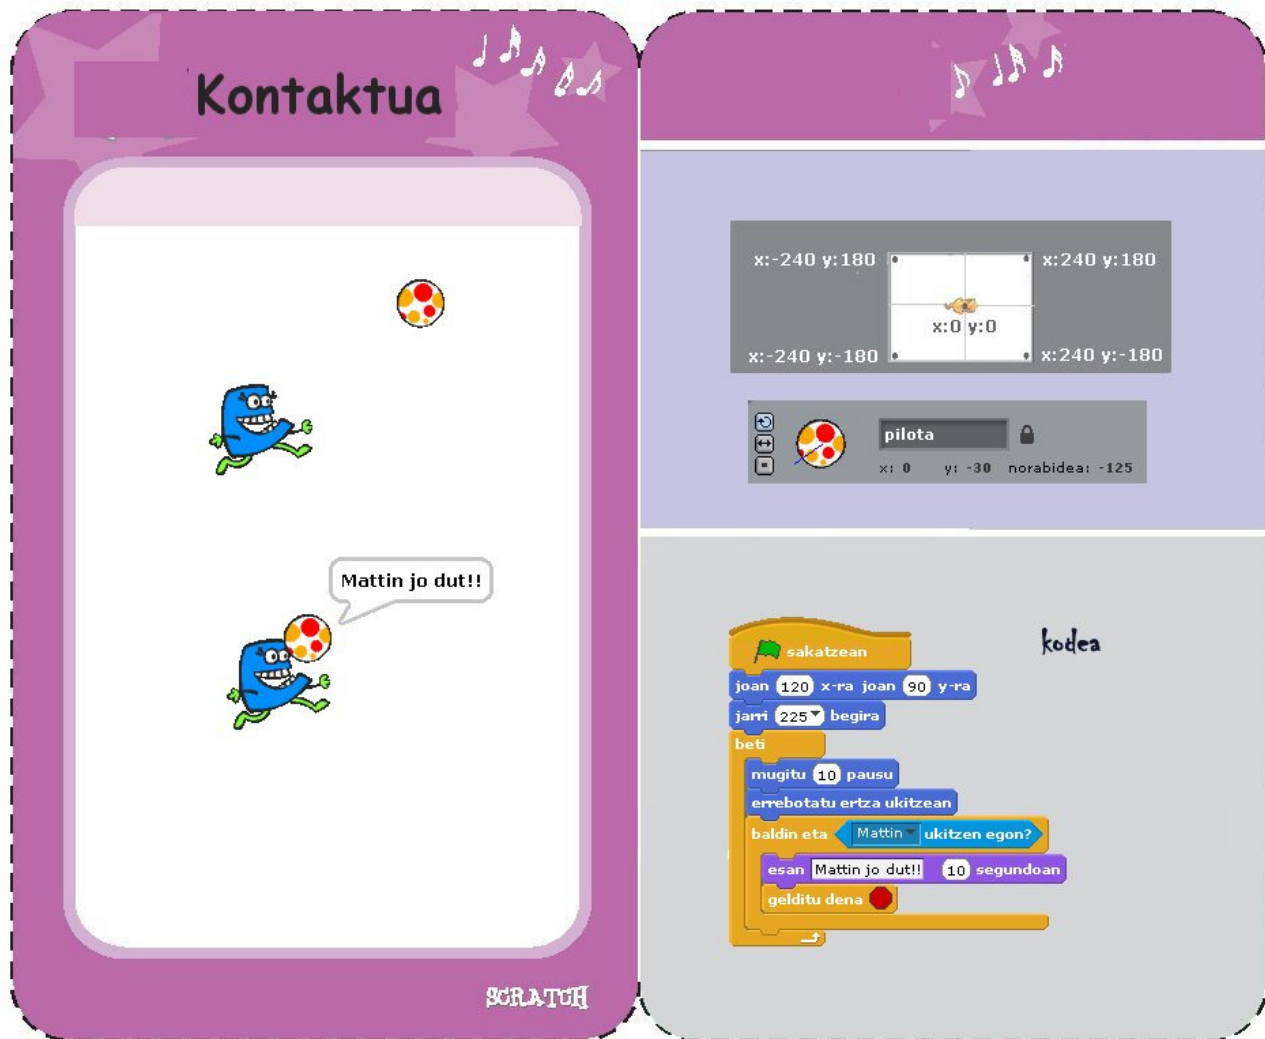 Kontaktua
Mattin jo dut!!
SCRATCH
x:-240 y:180
x:240 y:180
x:0 y:0
x:-240 y:-180
x:240 y:-180
pilota
x: 0 y: -30 norabidea: -125
kodea
sakatzean
joan 120 x-ra joan 90 y-ra
jarri 225 begira
beti
mugitu 10 pausu
errebotatu ertza ukitzean
baldin eta Mattin ukitzen egon?
esan Mattin jo dut!! 10 segundoan
gelditu dena